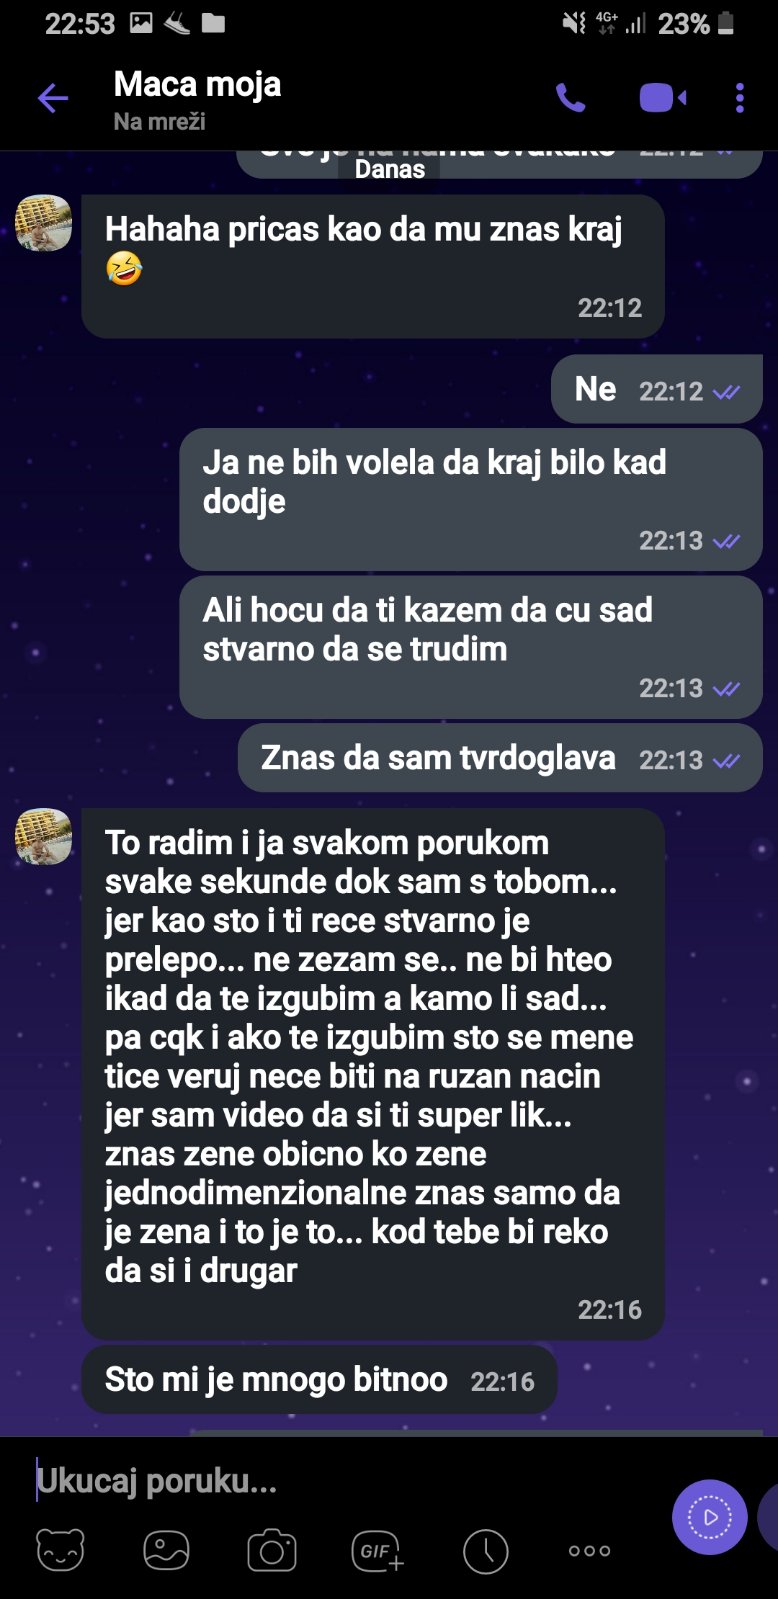 22:53
4G+
23%
Maca moja
Na mreži
Sve je na nama svakako 22:12
Danas
Hahaha pricas kao da mu znas kraj
🤣
22:12
Ne 22:12
Ja ne bih volela da kraj bilo kad
dodje
22:13
Ali hocu da ti kazem da cu sad
stvarno da se trudim
22:13
Znas da sam tvrdoglava 22:13
To radim i ja svakom porukom
svake sekunde dok sam s tobom...
jer kao sto i ti rece stvarno je
prelepo... ne zezam se.. ne bi hteo
ikad da te izgubim a kamo li sad...
pa cqk i ako te izgubim sto se mene
tice veruj nece biti na ruzan nacin
jer sam video da si ti super lik...
znas zene obicno ko zene
jednodimenzionalne znas samo da
je zena i to je to... kod tebe bi reko
da si i drugar
22:16
Sto mi je mnogo bitnoo 22:16
Ukucaj poruku...
GIF